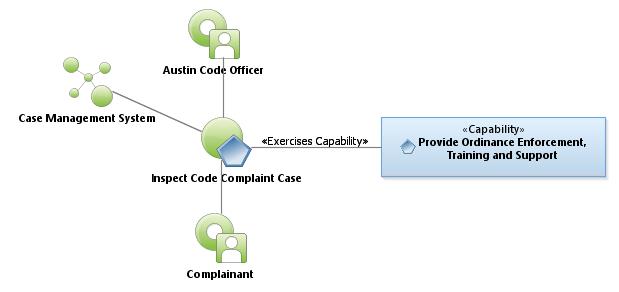 Austin Code Officer
Case Management System
«Exercises Capability»
«Capability»
Provide Ordinance Enforcement,
Training and Support
Inspect Code Complaint Case
Complainant